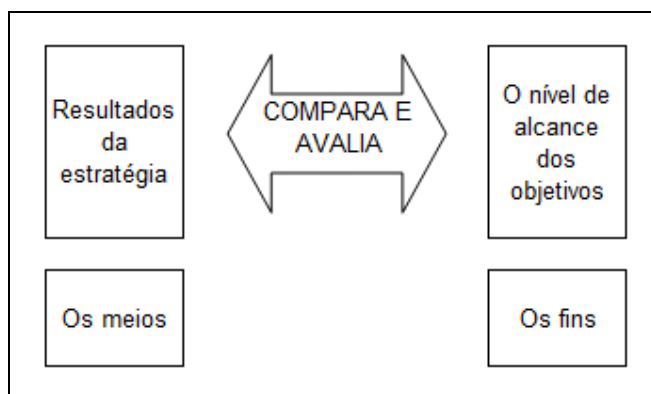 Resultados
da
estratégia
COMPARA E
AVALIA
O nível de
alcance
dos
objetivos
Os meios
Os fins